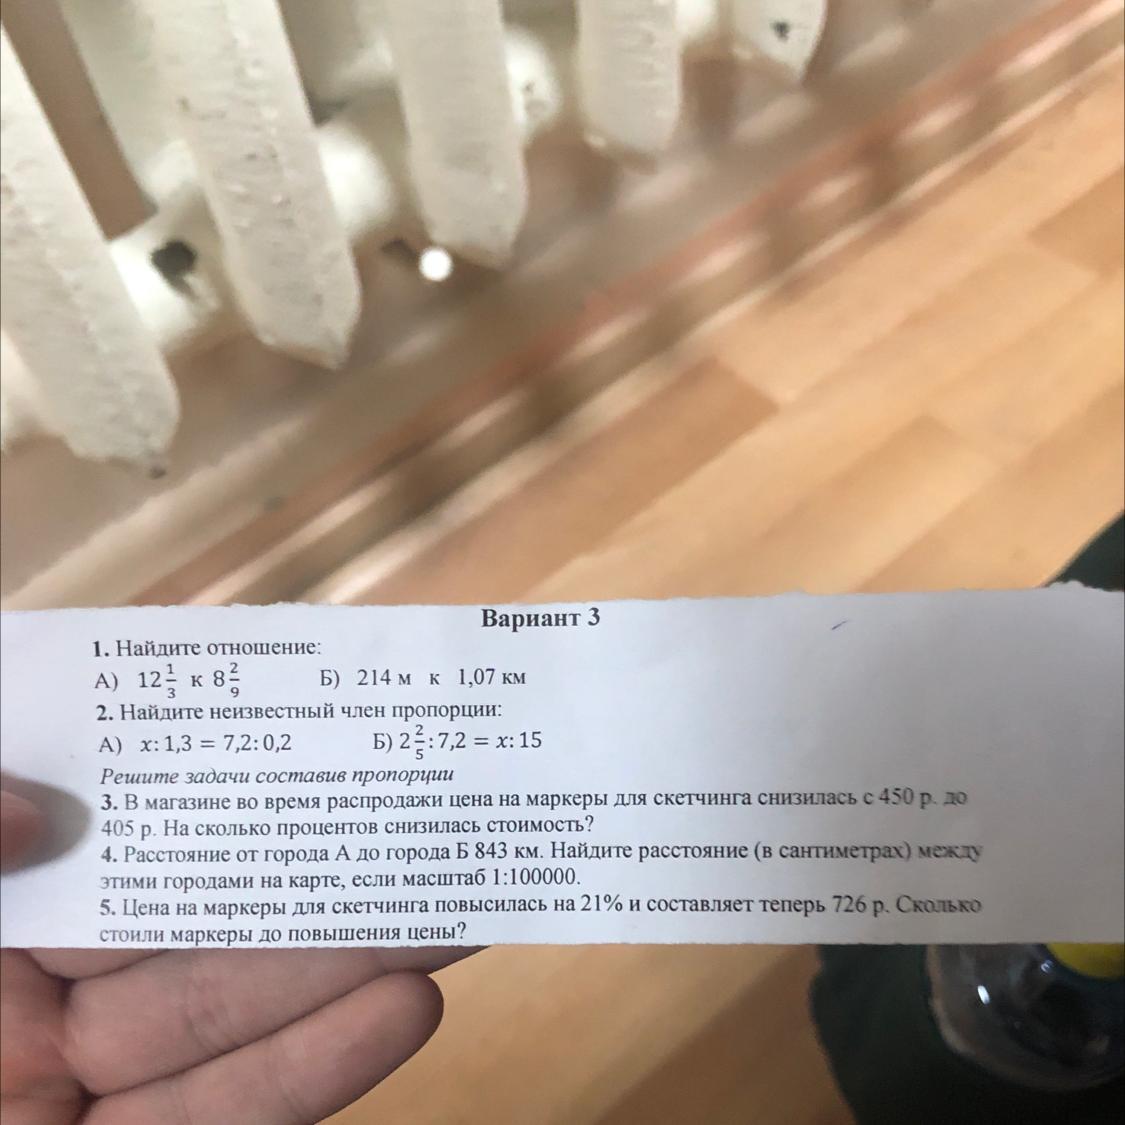 Вариант 3
1. Найдите отношение:
А) 12 1/3 к 8 2/9 Б) 214 м к 1,07 км
2. Найдите неизвестный член пропорции:
А) x: 1,3 = 7,2: 0,2 Б) 2 2/5 : 7,2 = x: 15
Решите задачи составив пропорции
3. В магазине во время распродажи цена на маркеры для скетчинга снизилась с 450 р. до
405 р. На сколько процентов снизилась стоимость?
4. Расстояние от города А до города Б 843 км. Найдите расстояние (в сантиметрах) между
этими городами на карте, если масштаб 1:100000.
5. Цена на маркеры для скетчинга повысилась на 21% и составляет теперь 726 р. Сколько
стоили маркеры до повышения цены?